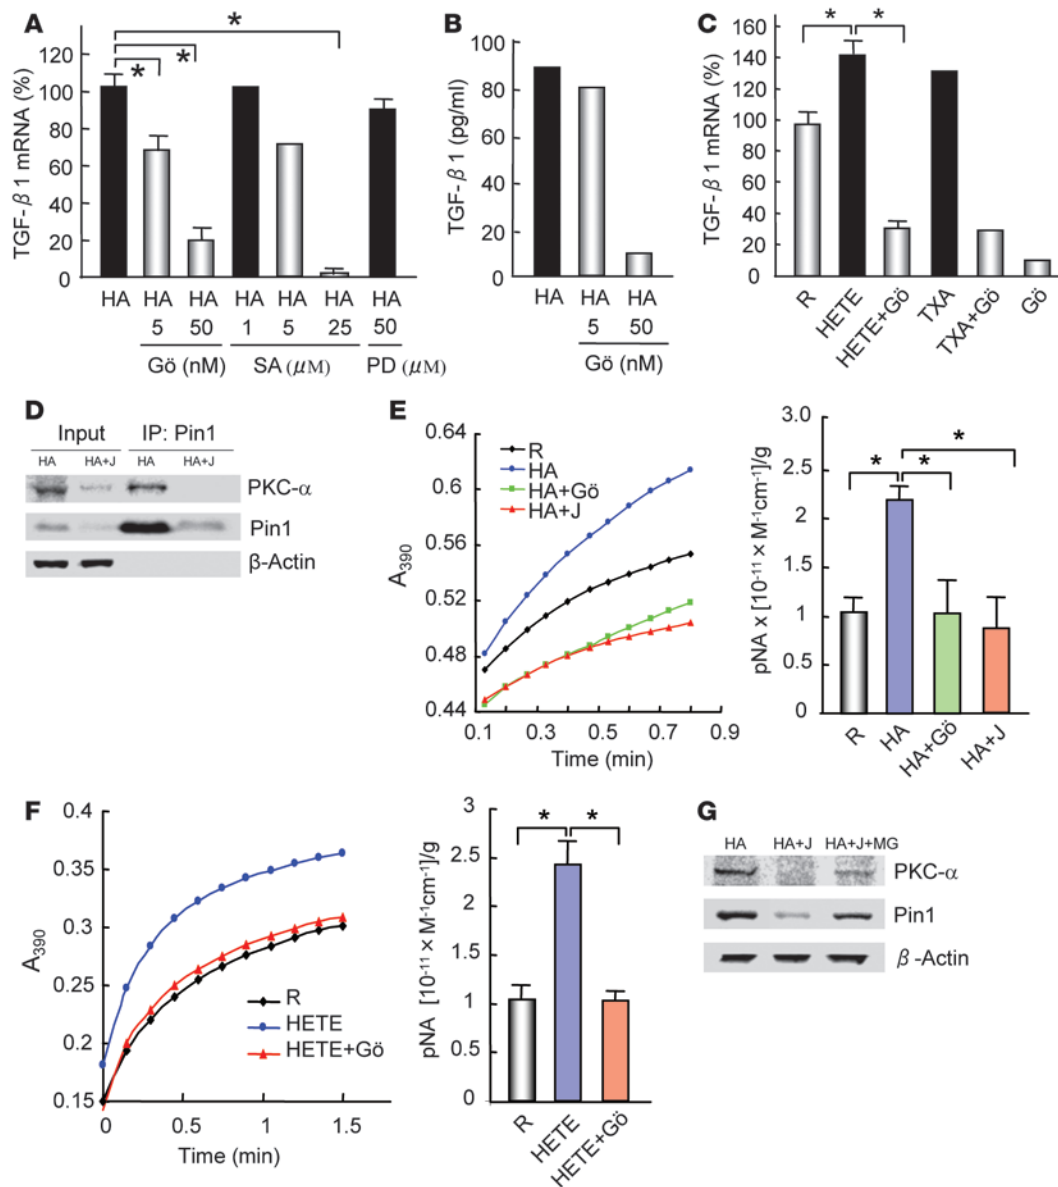 A
TGF-β1 mRNA (%)
100
80
60
40
20
0
*
*
*
HA HA HA HA HA HA HA
5 50 1 5 25 50
Gö (nM) SA (μM) PD (μM)
B
TGF-β1 (pg/ml)
100
80
60
40
20
0
HA HA HA
5 50
Gö (nM)
C
TGF-β1 mRNA (%)
160
140
120
100
80
60
40
20
0
* *
R HETE HETE+Gö TXA TXA+Gö Gö
D
Input IP: Pin1
HA HA+J HA HA+J
PKC-α
Pin1
β-Actin
E
A390
0.64
0.6
0.56
0.52
0.48
0.44
R
HA
HA+Gö
HA+J
0.1 0.3 0.5 0.7 0.9
Time (min)
pNA x [10-11 × M-1cm-1]/g
3.0
2.5
2
1.5
1
0.5
0
*
* *
R HA HA+Gö HA+J
F
A390
0.4
0.35
0.3
0.25
0.2
0.15
R
HETE
HETE+Gö
0 0.5 1 1.5
Time (min)
pNA [10-11 × M-1cm-1]/g
3
2.5
2
1.5
1
0.5
0
* *
R HETE HETE+Gö
G
HA HA+J HA+J+MG
PKC-α
Pin1
β-Actin